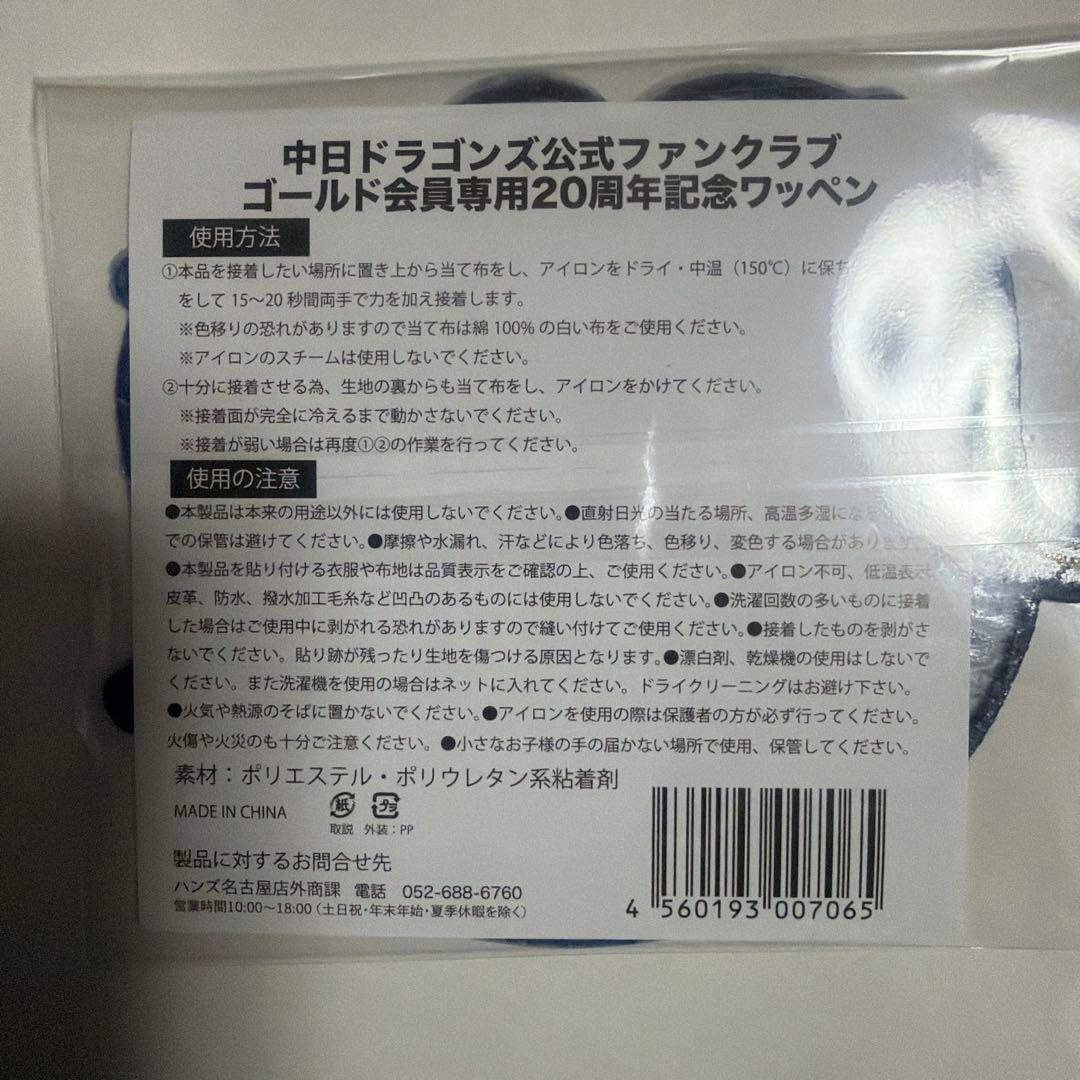 中日ドラゴンズ公式ファンクラブ
ゴールド会員専用20周年記念ワッペン
使用方法
①本品を接着したい場所に置き上から当て布をし、アイロンをドライ・中温（150℃）に保ち
をして 15〜20 秒間両手で力を加え接着します。
※色移りの恐れがありますので当て布は綿 100% の白い布をご使用ください。
※アイロンのスチームは使用しないでください。
②十分に接着させる為、生地の裏からも当て布をし、アイロンをかけてください。
※接着面が完全に冷えるまで動かさないでください。
※接着が弱い場合は再度①②の作業を行ってください。
使用の注意
●本製品は本来の用途以外には使用しないでください。●直射日光の当たる場所、高温多湿にな
での保管は避けてください。●摩擦や水漏れ、汗などにより色落ち、色移り、変色する場合があります。
●本製品を貼り付ける衣服や布地は品質表示をご確認の上、ご使用ください。●アイロン不可、低温表示
皮革、防水、撥水加工毛糸など凹凸のあるものには使用しないでください。●洗濯回数の多いものに接着
した場合はご使用中に剥がれる恐れがありますので縫い付けてご使用ください。●接着したものを剥がさ
ないでください。貼り跡が残ったり生地を傷つける原因となります。●漂白剤、乾燥機の使用はしないで
ください。また洗濯機を使用の場合はネットに入れてください。ドライクリーニングはお避け下さい。
●火気や熱源のそばに置かないでください。●アイロンを使用の際は保護者の方が必ず行ってください。
火傷や火災のも十分ご注意ください。●小さなお子様の手の届かない場所で使用、保管してください。
素材：ポリエステル・ポリウレタン系粘着剤
MADE IN CHINA 紙 プラ
取説 外装：PP
製品に対するお問合せ先
ハンズ名古屋店外商課 電話 052-688-6760
営業時間10:00〜18:00（土日祝・年末年始・夏季休暇を除く）
4 560193 007065